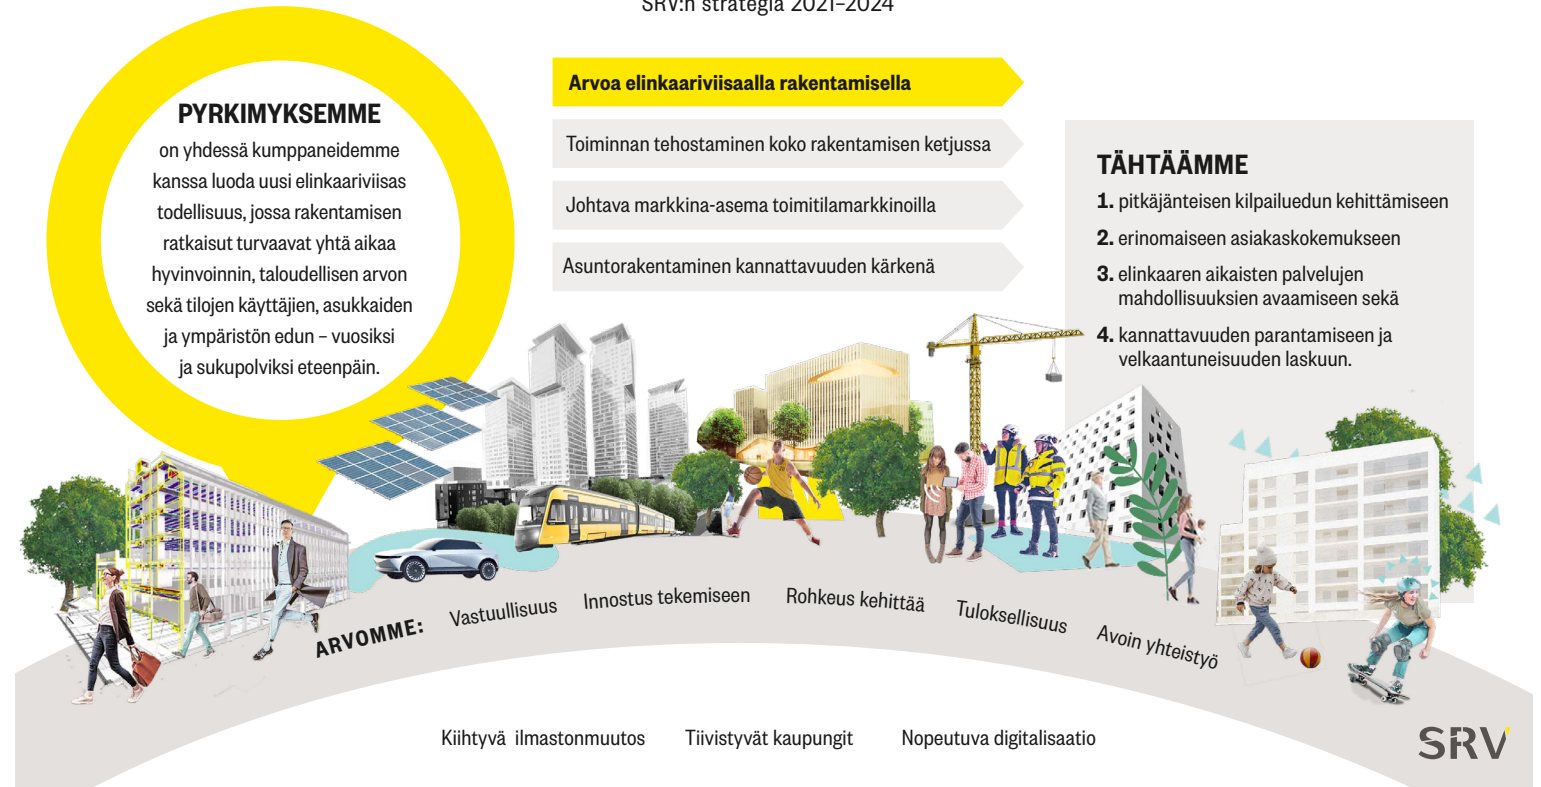 SRV:n strategia 2021–2024
PYRKIMYKSEMME
on yhdessä kumppaneidemme
kanssa luoda uusi elinkaariviisas
todellisuus, jossa rakentamisen
ratkaisut turvaavat yhtä aikaa
hyvinvoinnin, taloudellisen arvon
sekä tilojen käyttäjien, asukkaiden
ja ympäristön edun – vuosiksi
ja sukupolviksi eteenpäin.
Arvoa elinkaariviisaalla rakentamisella
Toiminnan tehostaminen koko rakentamisen ketjussa
Johtava markkina-asema toimitilamarkkinoilla
Asuntorakentaminen kannattavuuden kärkenä
TÄHTÄÄMME
1. pitkäjänteisen kilpailuedun kehittämiseen
2. erinomaiseen asiakaskokemukseen
3. elinkaaren aikaisten palvelujen
mahdollisuuksien avaamiseen sekä
4. kannattavuuden parantamiseen ja
velkaantuneisuuden laskuun.
ARVOMME: Vastuullisuus Innostus tekemiseen Rohkeus kehittää Tuloksellisuus Avoin yhteistyö
Kiihtyvä ilmastonmuutos Tiivistyvät kaupungit Nopeutuva digitalisaatio
SRV